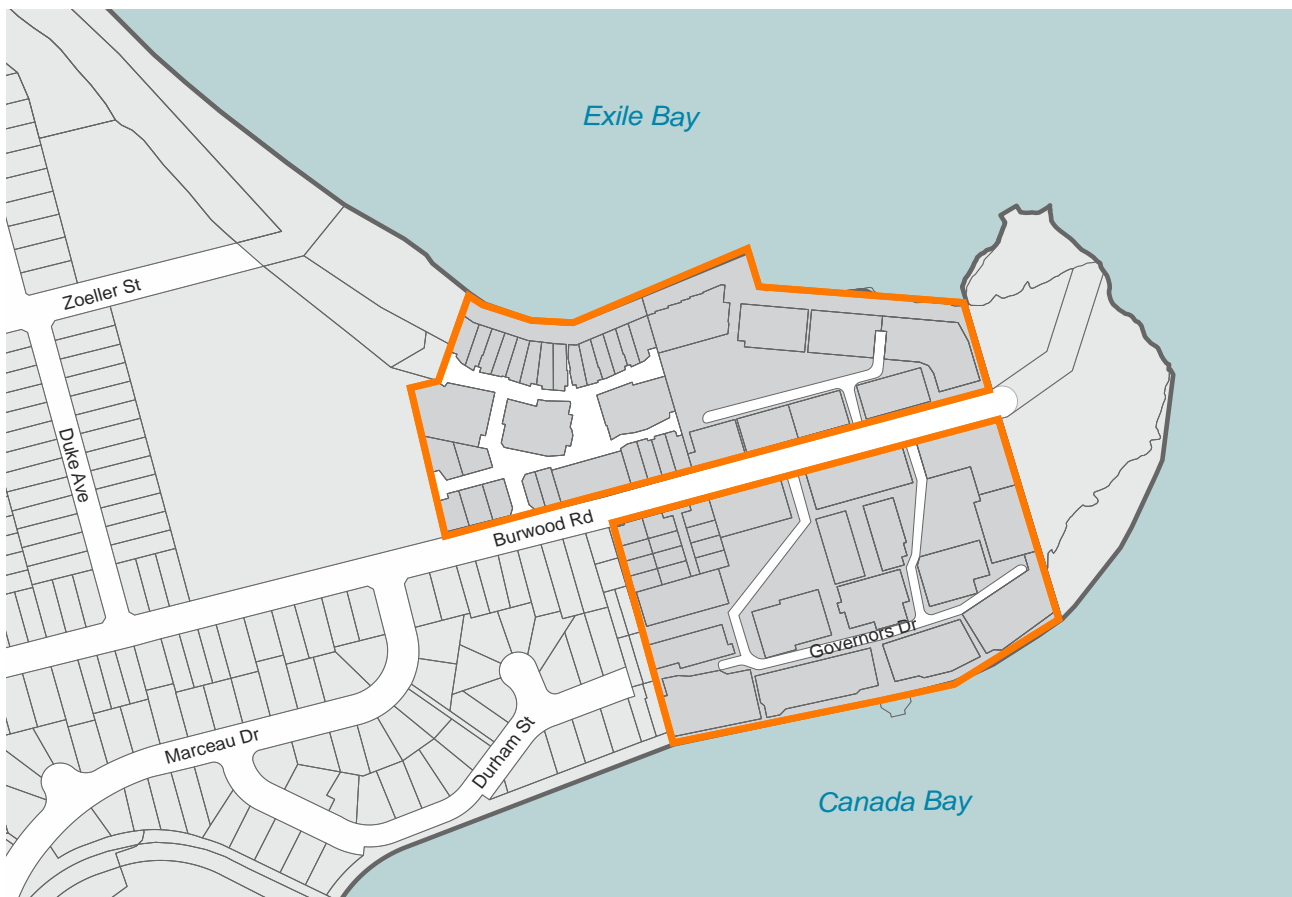 Exile Bay
Zoeller St
Duke Ave
Burwood Rd
Governors Dr
Marceau Dr
Durham St
Canada Bay